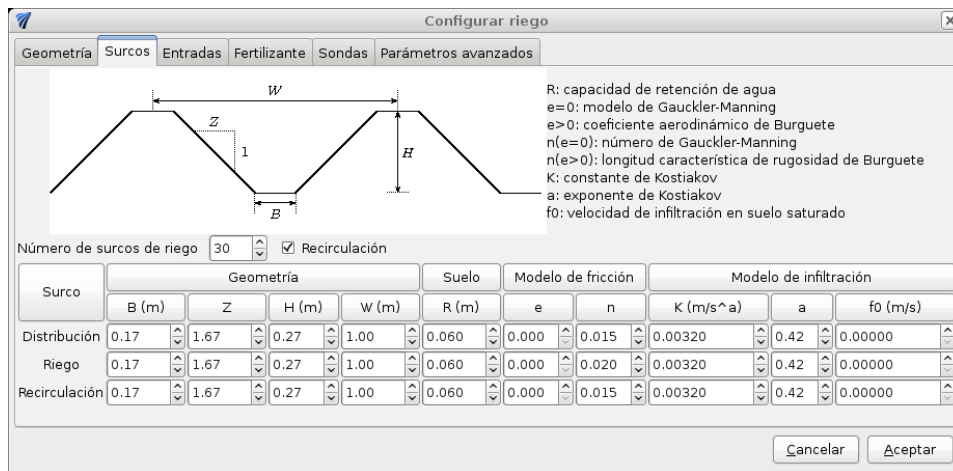 Configurar riego
Geometría Surcos Entradas Fertilizante Sondas Parámetros avanzados
W
Z
1
H
B
R: capacidad de retención de agua
e=0: modelo de Gauckler-Manning
e>0: coeficiente aerodinámico de Burguete
n(e=0): número de Gauckler-Manning
n(e>0): longitud característica de rugosidad de Burguete
K: constante de Kostiakov
a: exponente de Kostiakov
f0: velocidad de infiltración en suelo saturado
Número de surcos de riego 30 Recirculación
Surco Geometría Suelo Modelo de fricción Modelo de infiltración
B (m) Z H (m) W (m) R (m) e n K (m/s^a) a f0 (m/s)
Distribución 0.17 1.67 0.27 1.00 0.060 0.000 0.015 0.00320 0.42 0.00000
Riego 0.17 1.67 0.27 1.00 0.060 0.000 0.020 0.00320 0.42 0.00000
Recirculación 0.17 1.67 0.27 1.00 0.060 0.000 0.015 0.00320 0.42 0.00000
Cancelar Aceptar